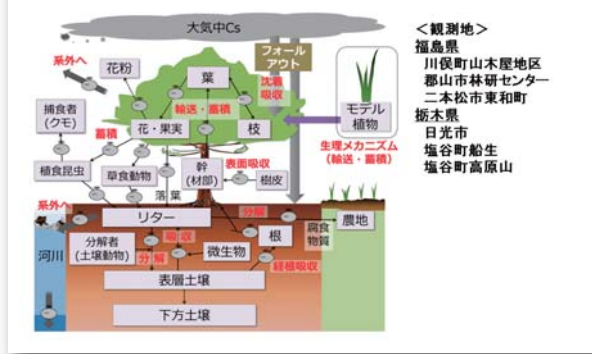 大気中Cs
フォール
アウト
系外へ
花粉
葉
沈着
吸収
捕食者
(クモ)
輸送・蓄積
モデル
植物
蓄積
花・果実
枝
生理メカニズム
(輸送・蓄積)
植食昆虫
草食動物
幹
(材部)
表面吸収
樹皮
系外へ
落葉
リター
分解
農地
腐食
物質
河川
分解者
(土壌動物)
吸収
分解
微生物
根
経根吸収
表層土壌
下方土壌
<観測地>
福島県
川俣町山木屋地区
郡山市林研センター
二本松市東和町
栃木県
日光市
塩谷町船生
塩谷町高原山